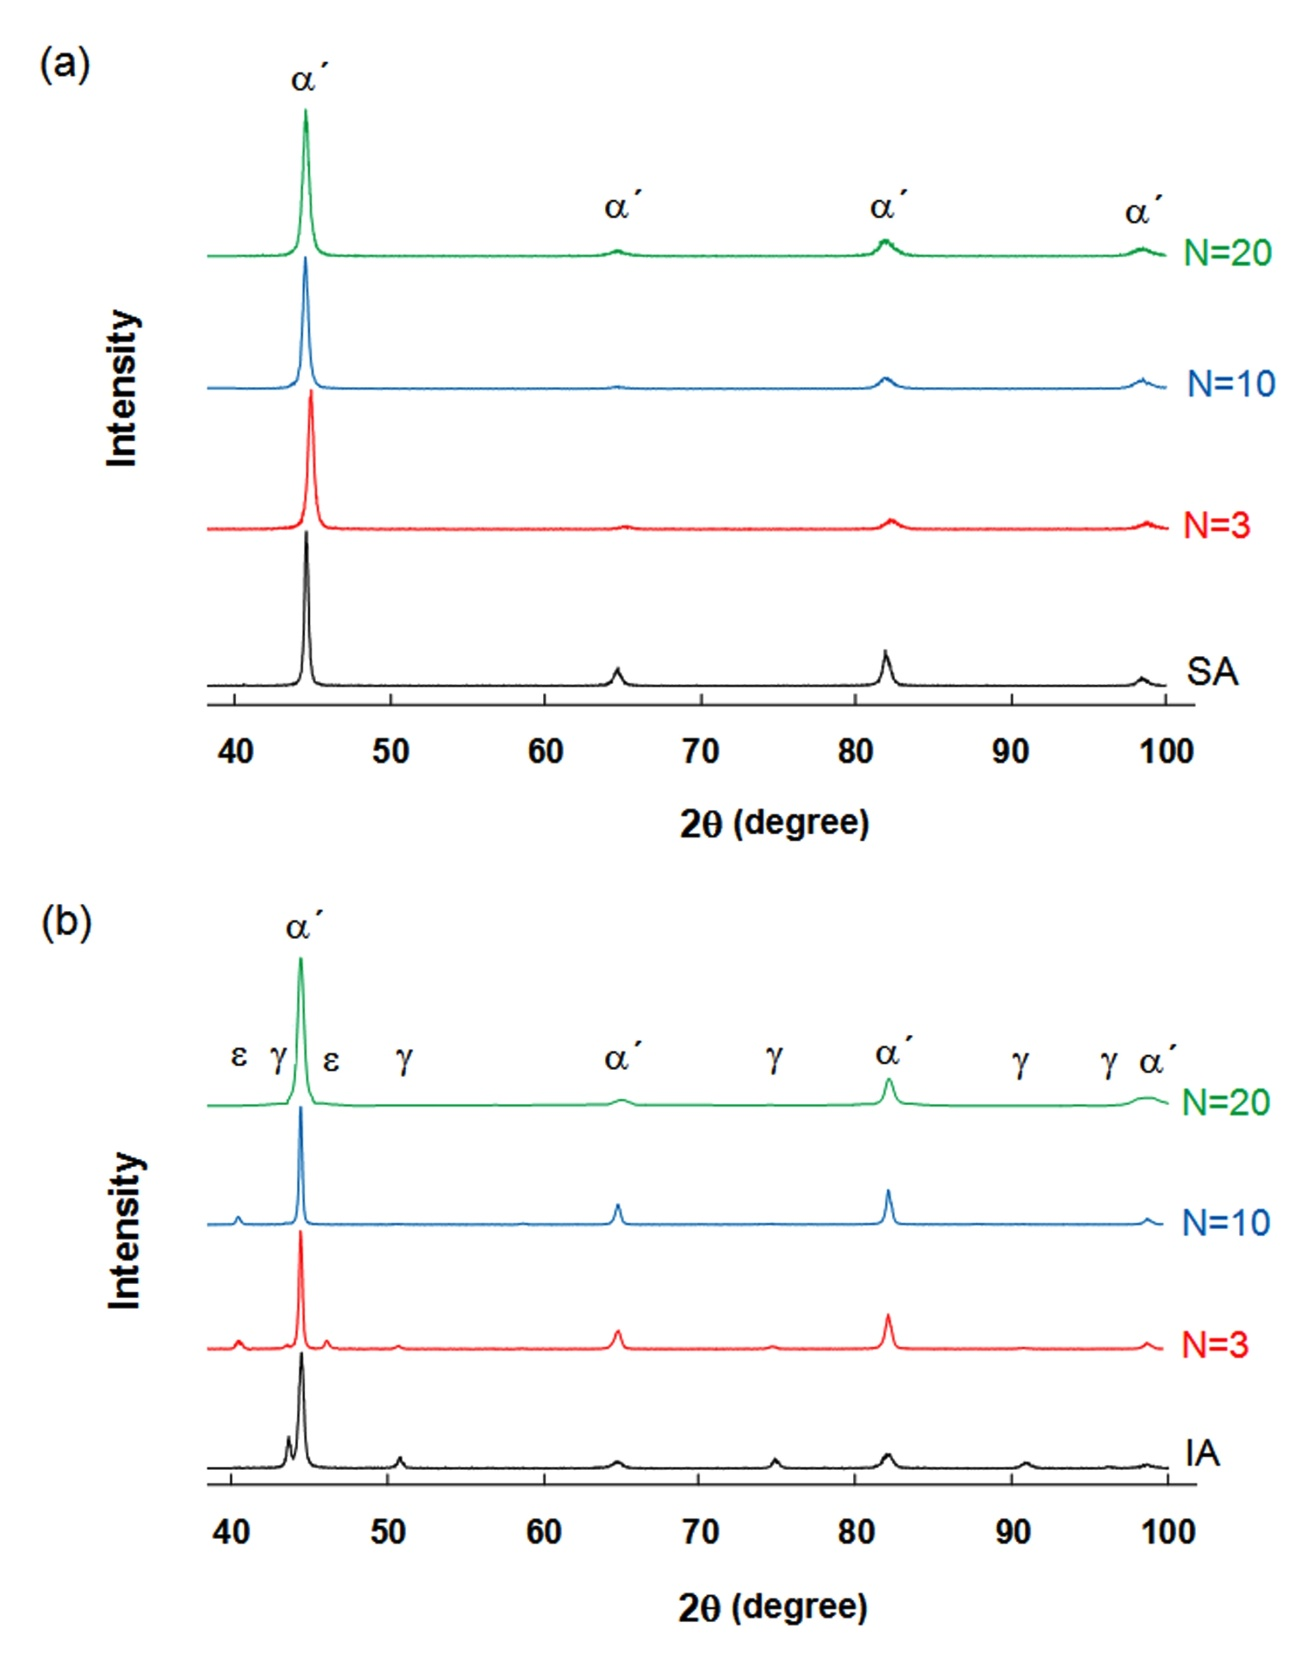 (a)
α´
α´ α´ α´
N=20
N=10
N=3
SA
Intensity
40 50 60 70 80 90 100
2θ (degree)
(b)
α´
ε γ ε γ α´ γ α´ γ γ α´
N=20
N=10
N=3
IA
Intensity
40 50 60 70 80 90 100
2θ (degree)